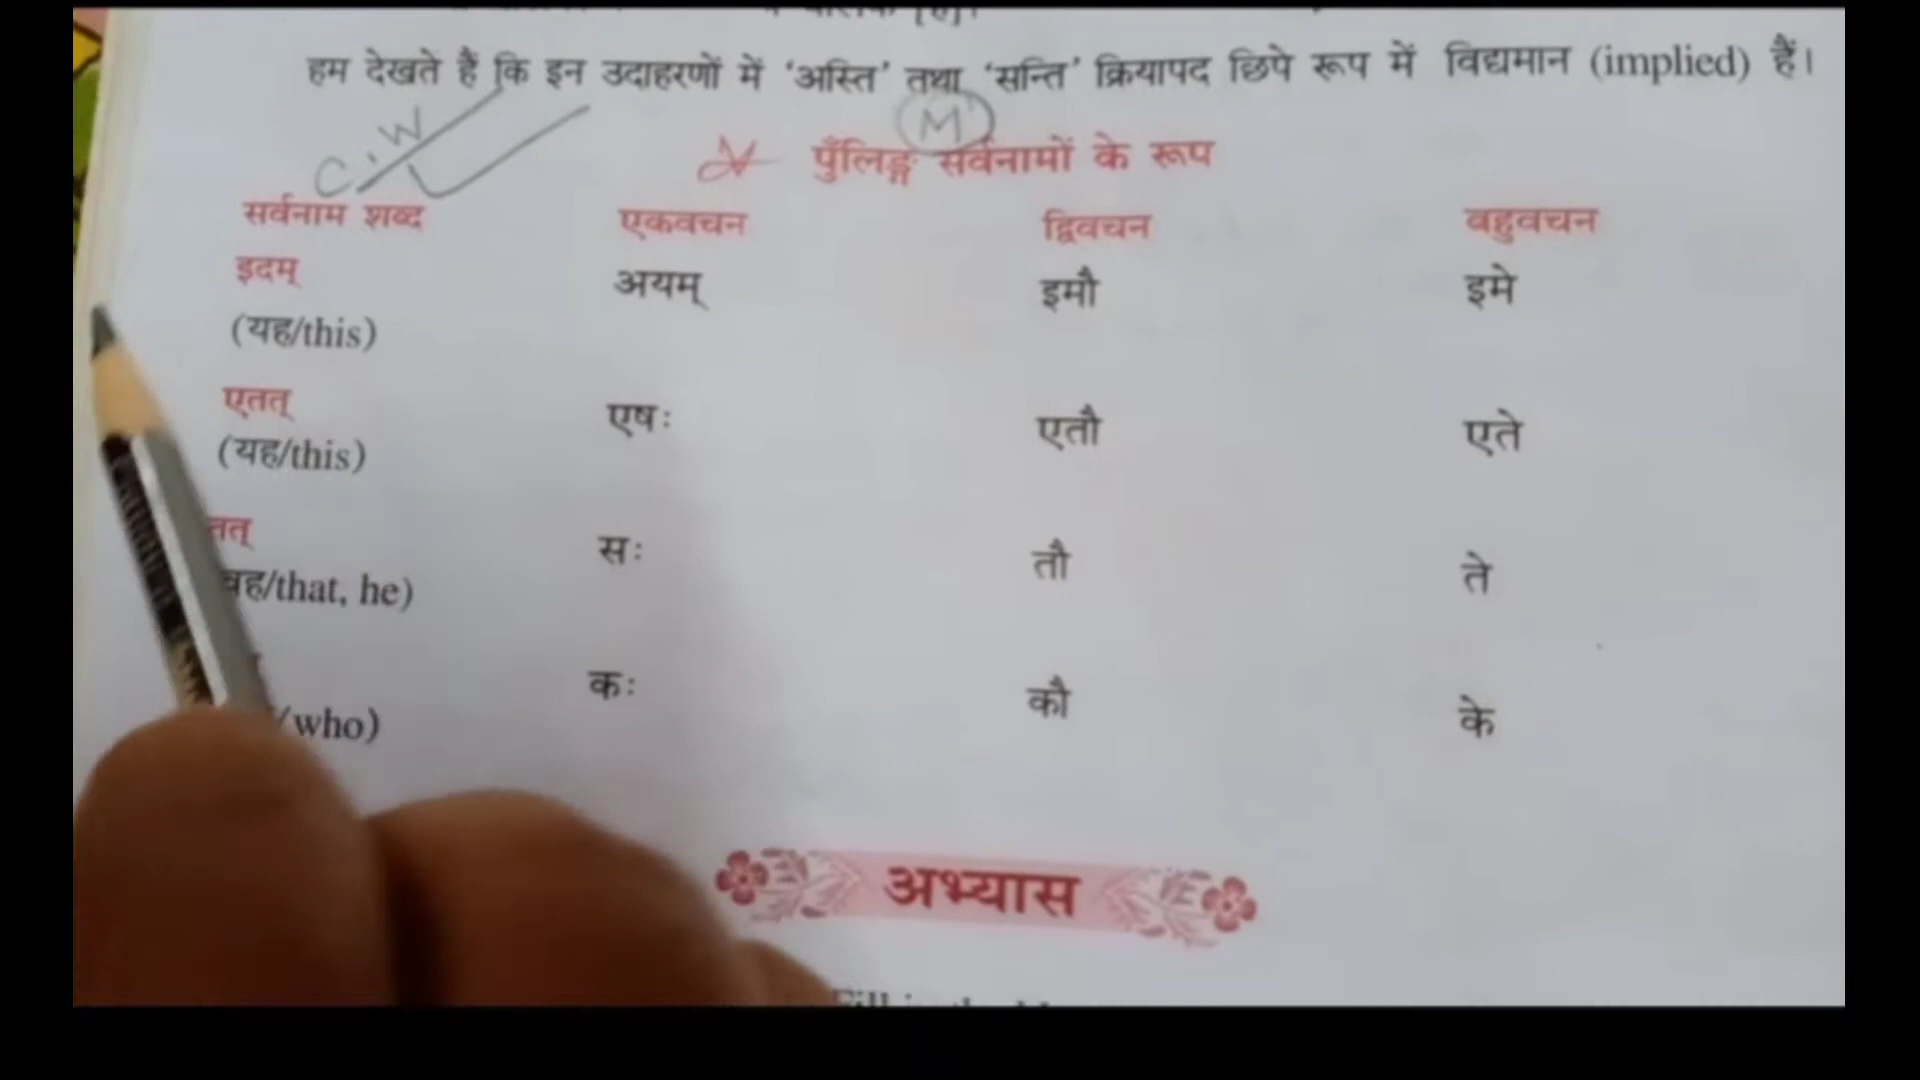 हम देखते हैं कि इन उदाहरणों में ‘अस्ति’ तथा ‘सन्ति’ क्रियापद छिपे रूप में विद्यमान (implied) हैं।
C.W
M
पुँलिङ्ग सर्वनामों के रूप
सर्वनाम शब्द एकवचन द्विवचन बहुवचन
इदम् अयम् इमौ इमे
(यह/this)
एतत् एषः एतौ एते
(यह/this)
तत् सः तौ ते
वह/that, he)
कः कौ के
/who)
अभ्यास